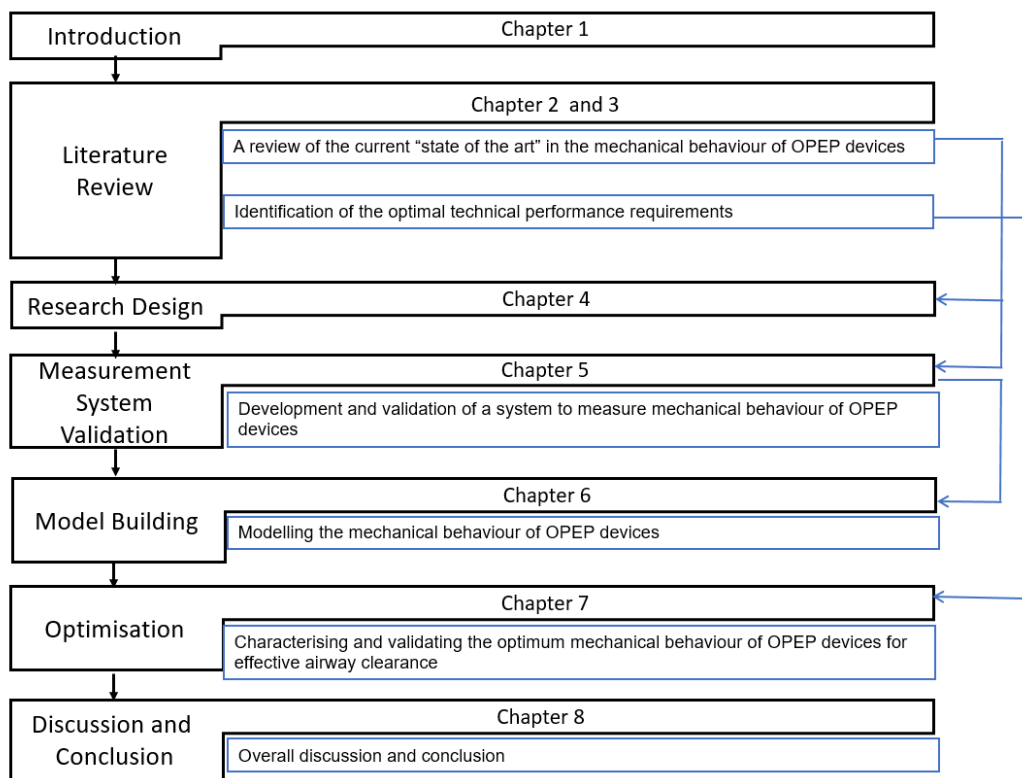 Introduction
Chapter 1
Literature
Review
Chapter 2 and 3
A review of the current “state of the art” in the mechanical behaviour of OPEP devices
Identification of the optimal technical performance requirements
Research Design
Chapter 4
Measurement
System
Validation
Chapter 5
Development and validation of a system to measure mechanical behaviour of OPEP
devices
Model Building
Chapter 6
Modelling the mechanical behaviour of OPEP devices
Optimisation
Chapter 7
Characterising and validating the optimum mechanical behaviour of OPEP devices for
effective airway clearance
Discussion and
Conclusion
Chapter 8
Overall discussion and conclusion